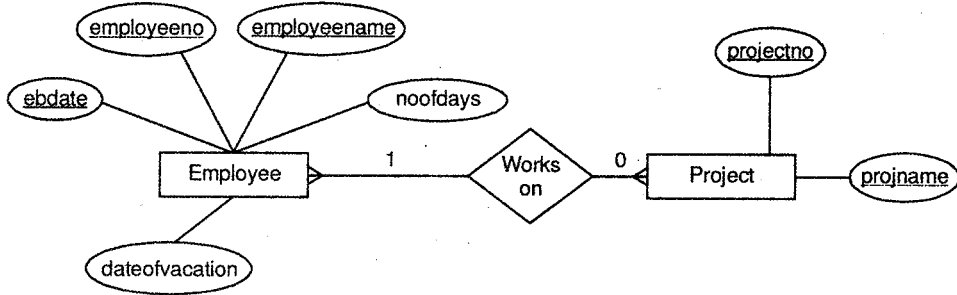 employeeno
employeename
projectno
ebdate
noofdays
1
Works
on
0
Employee
Project
projname
dateofvacation